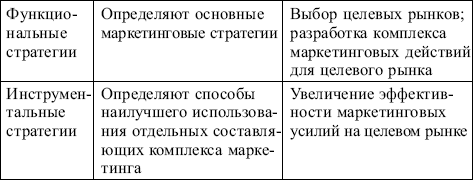 Функцио-
нальные
стратегии
Определяют основные
маркетинговые стратегии
Выбор целевых рынков;
разработка комплекса
маркетинговых действий
для целевого рынка
Инструмен-
тальные
стратегии
Определяют способы
наилучшего использова-
ния отдельных составля-
ющих комплекса марке-
тинга
Увеличение эффектив-
ности маркетинговых
усилий на целевом рынке